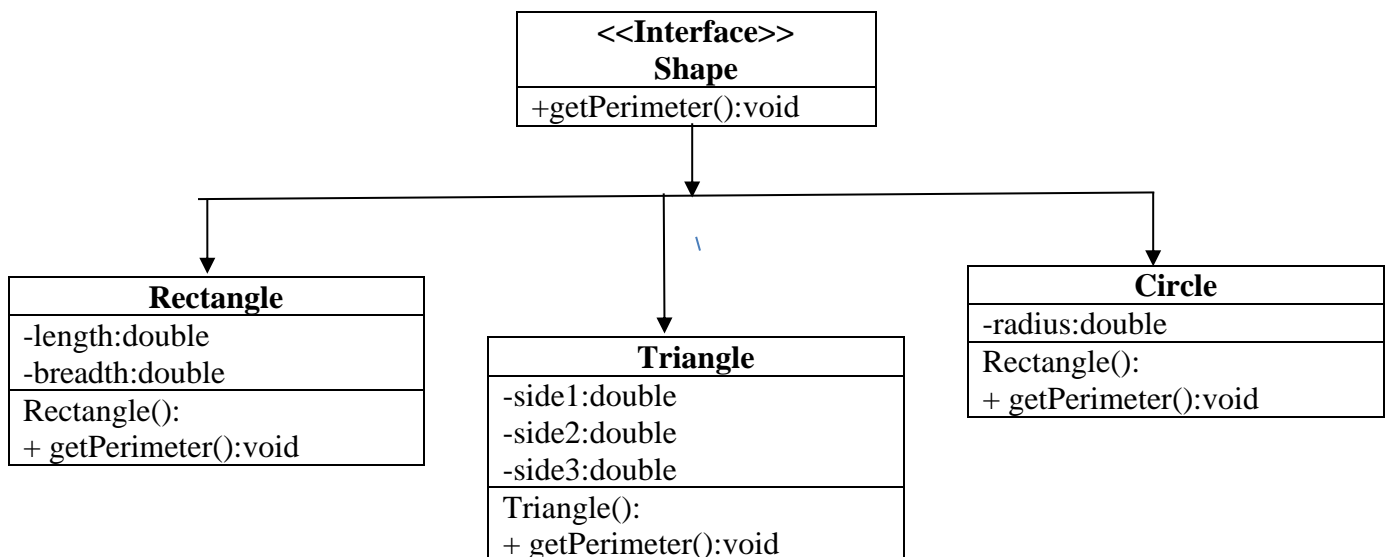 <<Interface>>
Shape
+getPerimeter():void
Rectangle
-length:double
-breadth:double
Rectangle():
+ getPerimeter():void
Triangle
-side1:double
-side2:double
-side3:double
Triangle():
+ getPerimeter():void
Circle
-radius:double
Rectangle():
+ getPerimeter():void